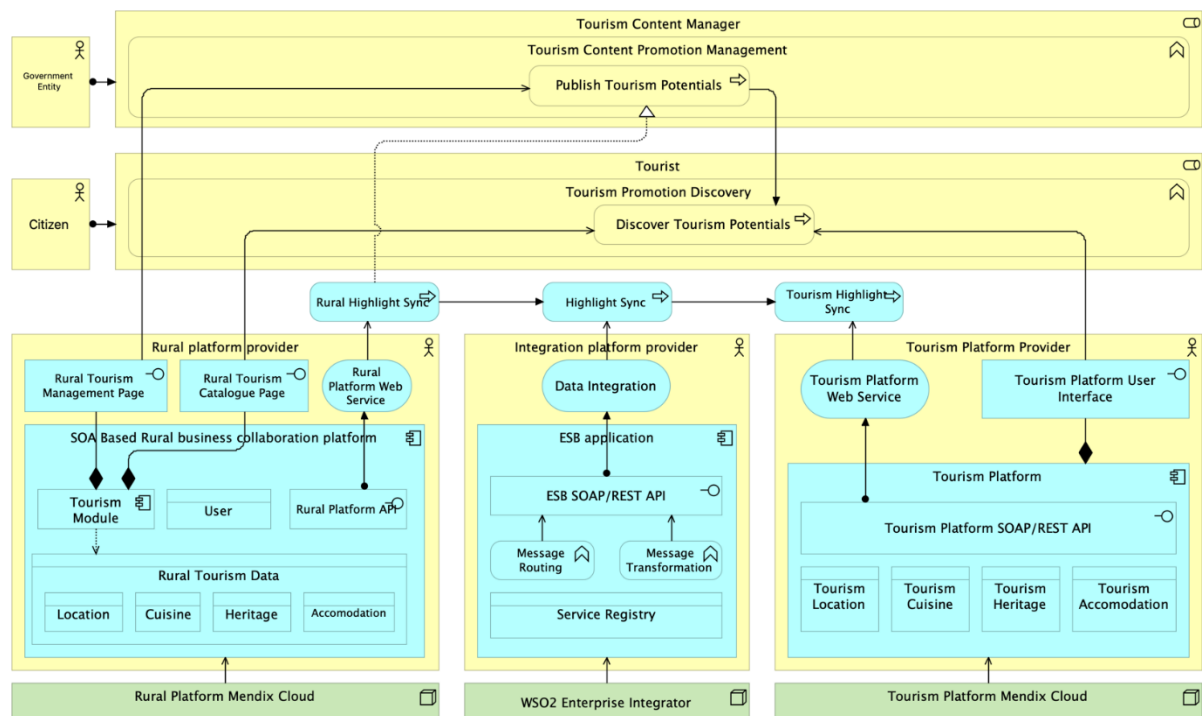 Tourism Content Manager
Tourism Content Promotion Management
Government
Entity
Publish Tourism Potentials
Tourist
Tourism Promotion Discovery
Citizen
Discover Tourism Potentials
Rural Highlight Sync
Highlight Sync
Tourism Highlight
Sync
Rural platform provider
Rural Tourism
Management Page
Rural Tourism
Catalogue Page
Rural
Platform Web
Service
SOA Based Rural business collaboration platform
Tourism
Module
User
Rural Platform API
Rural Tourism Data
Location
Cuisine
Heritage
Accomodation
Rural Platform Mendix Cloud
Integration platform provider
Data Integration
ESB application
ESB SOAP/REST API
Message
Routing
Message
Transformation
Service Registry
WSO2 Enterprise Integrator
Tourism Platform Provider
Tourism Platform
Web Service
Tourism Platform User
Interface
Tourism Platform
Tourism Platform SOAP/REST API
Tourism
Location
Tourism
Cuisine
Tourism
Heritage
Tourism
Accomodation
Tourism Platform Mendix Cloud